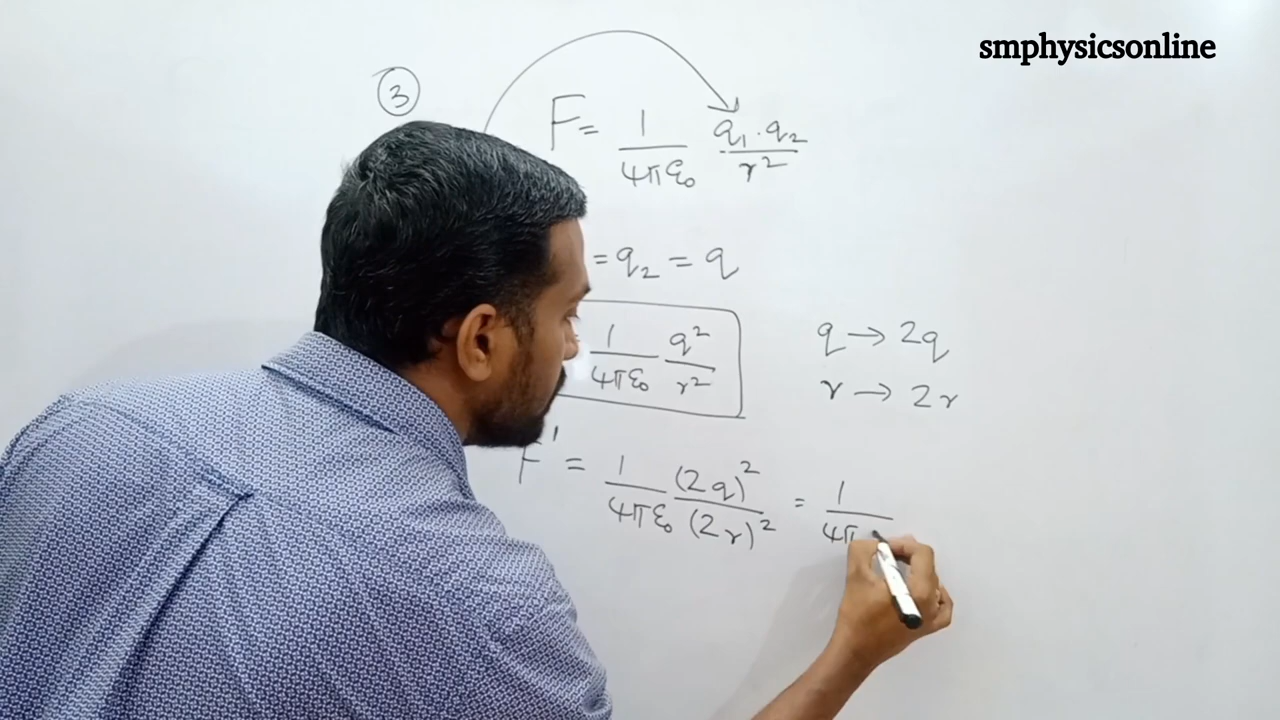 smphysicsonline
3
F = 1/4πε₀ q₁ · q₂/r²
= q₂ = q
1/4πε₀ q²/r²
q → 2q
r → 2r
F' = 1/4πε₀ (2q)²/(2r)² = 1/4π